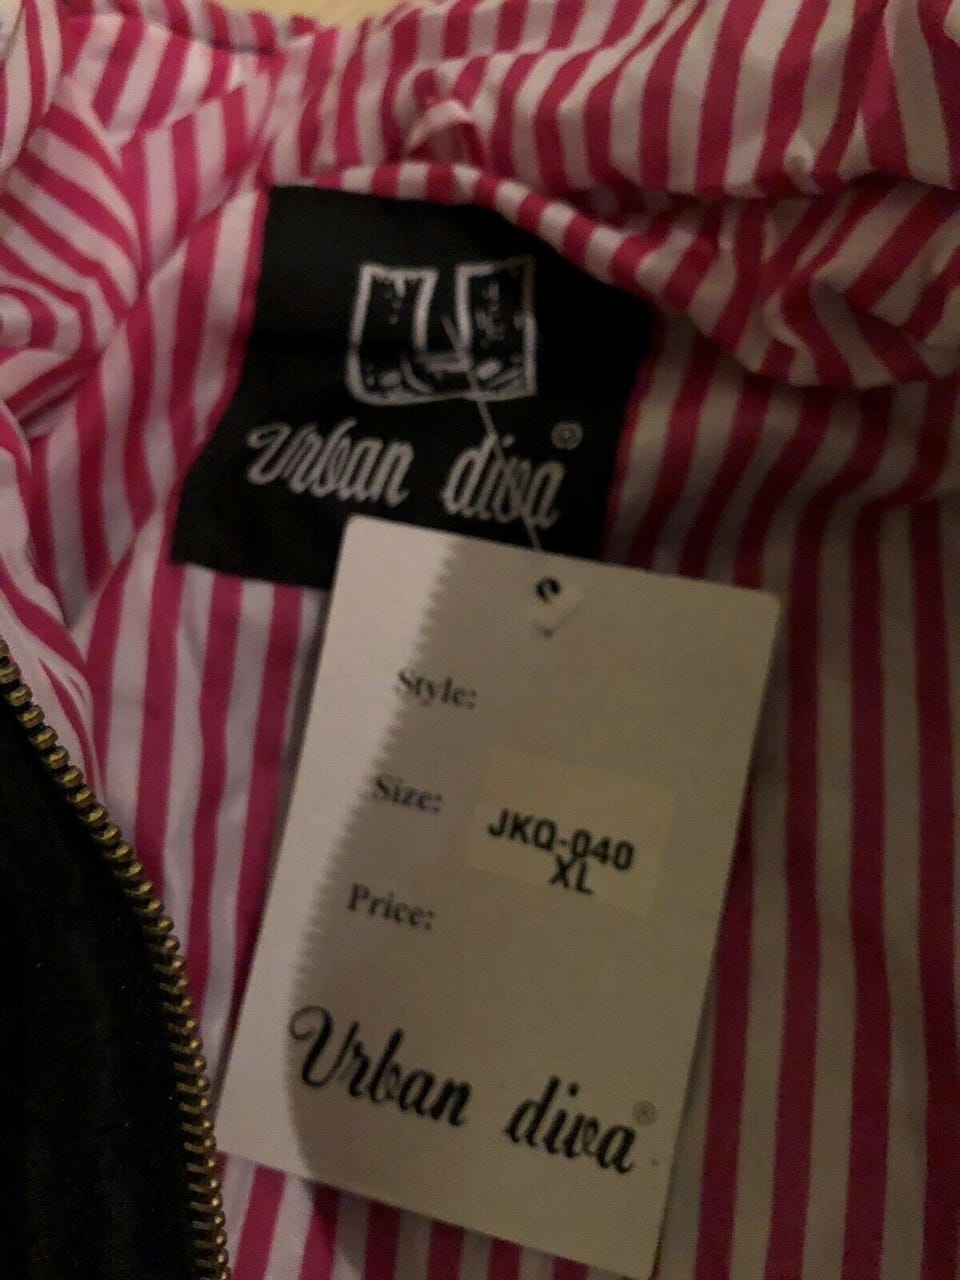 U
Urban diva®
Style:
Size:
JKQ-040
XL
Price:
Urban diva®